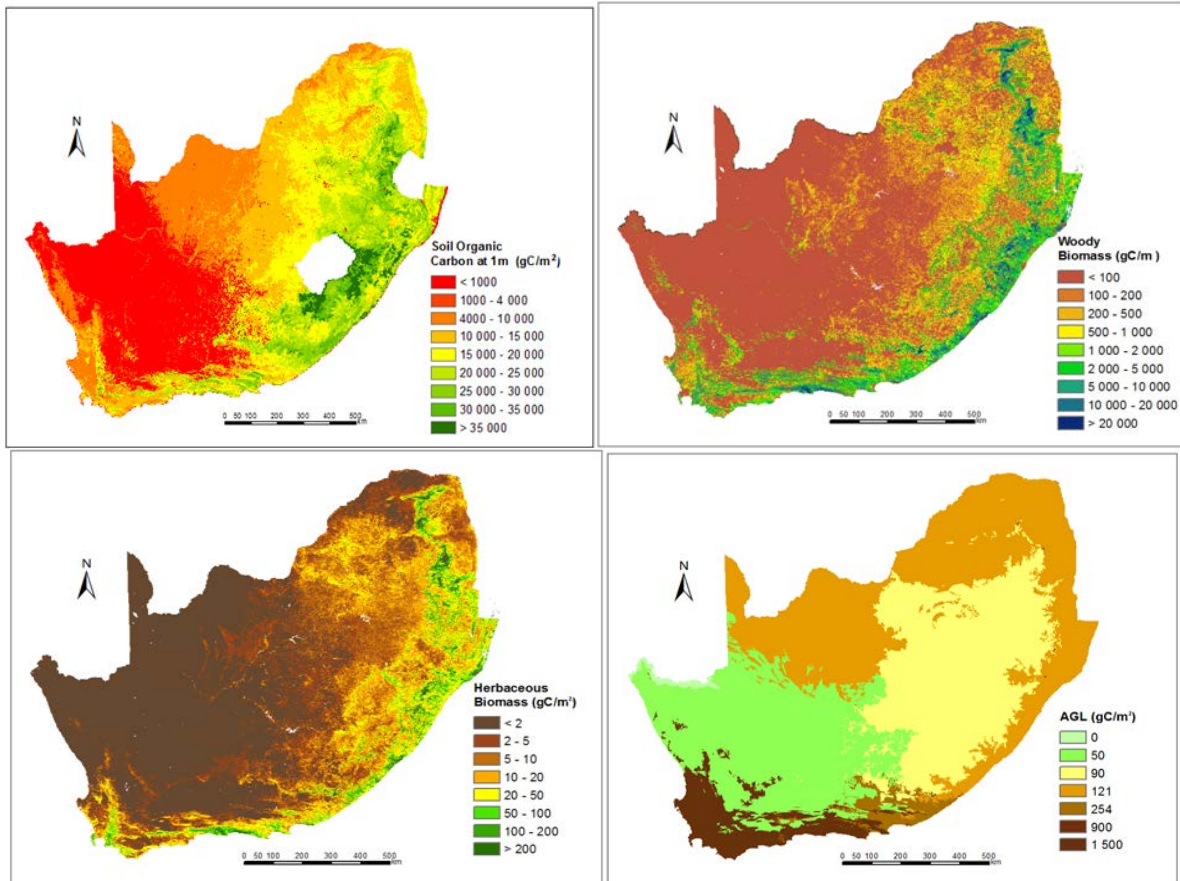 N
Soil Organic
Carbon at 1m (gC/m²)
< 1000
1000 - 4 000
4000 - 10 000
10 000 - 15 000
15 000 - 20 000
20 000 - 25 000
25 000 - 30 000
30 000 - 35 000
> 35 000
0 50 100 200 300 400 500
km
N
Woody
Biomass (gC/m )
< 100
100 - 200
200 - 500
500 - 1 000
1 000 - 2 000
2 000 - 5 000
5 000 - 10 000
10 000 - 20 000
> 20 000
0 50 100 200 300 400 500
km
N
Herbaceous
Biomass (gC/m²)
< 2
2 - 5
5 - 10
10 - 20
20 - 50
50 - 100
100 - 200
> 200
0 50 100 200 300 400 500
km
N
AGL (gC/m²)
0
50
90
121
254
900
1 500
0 50 100 200 300 400 500
km